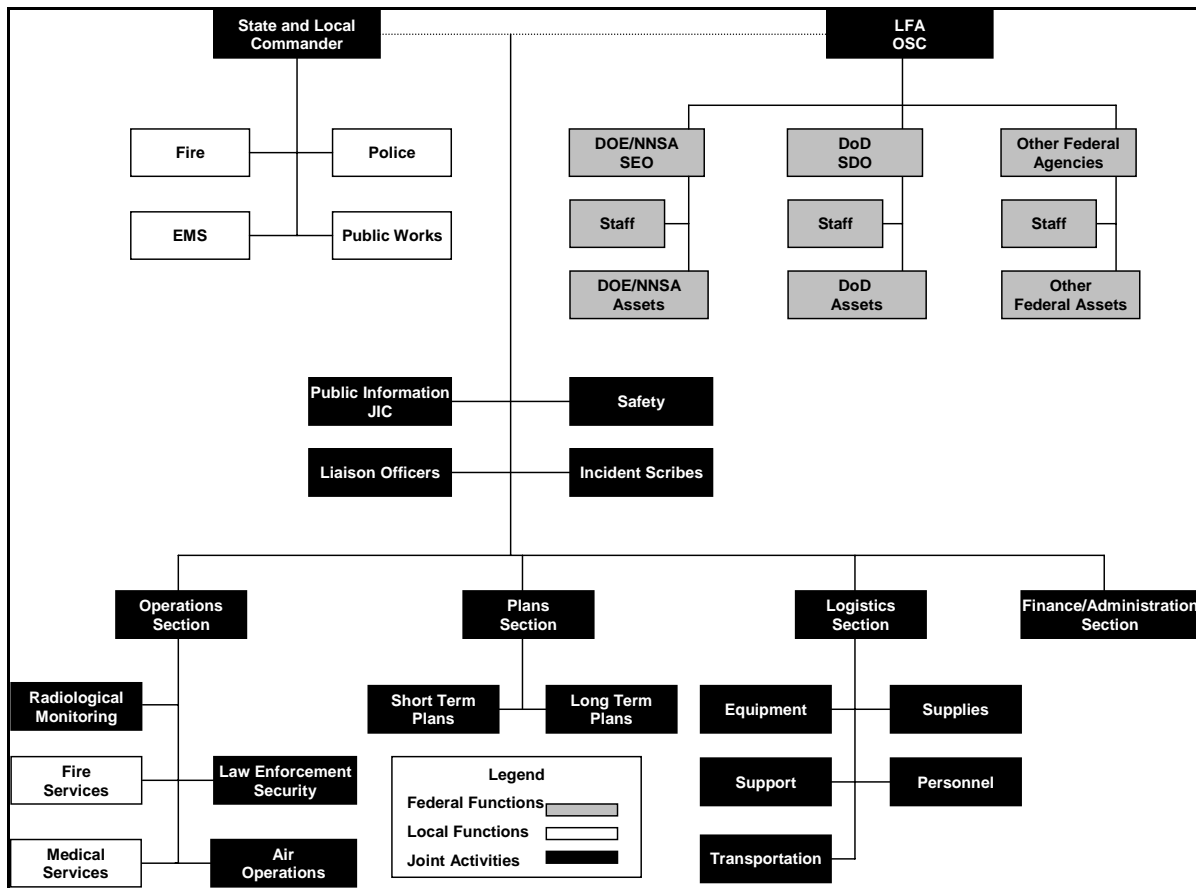 State and Local
Commander
LFA
OSC
Fire
Police
EMS
Public Works
DOE/NNSA
SEO
DoD
SDO
Other Federal
Agencies
Staff
Staff
Staff
DOE/NNSA
Assets
DoD
Assets
Other
Federal Assets
Public Information
JIC
Safety
Liaison Officers
Incident Scribes
Operations
Section
Plans
Section
Logistics
Section
Finance/Administration
Section
Radiological
Monitoring
Fire
Services
Law Enforcement
Security
Medical
Services
Air
Operations
Short Term
Plans
Long Term
Plans
Equipment
Supplies
Support
Personnel
Transportation
Legend
Federal Functions
Local Functions
Joint Activities